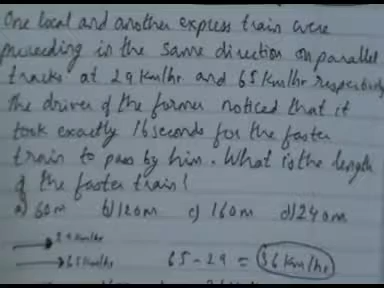 One local and another express train were
proceeding in the same direction on parallel
tracks at 29 Km/hr and 65 Km/hr respectively
The driver of the former noticed that it
took exactly 16 seconds for the faster
train to pass by him. What is the length
of the faster train?
a) 60m b) 120m c) 160m d) 240m
29 Km/hr
65 Km/hr 65 - 29 = 36 Km/hr